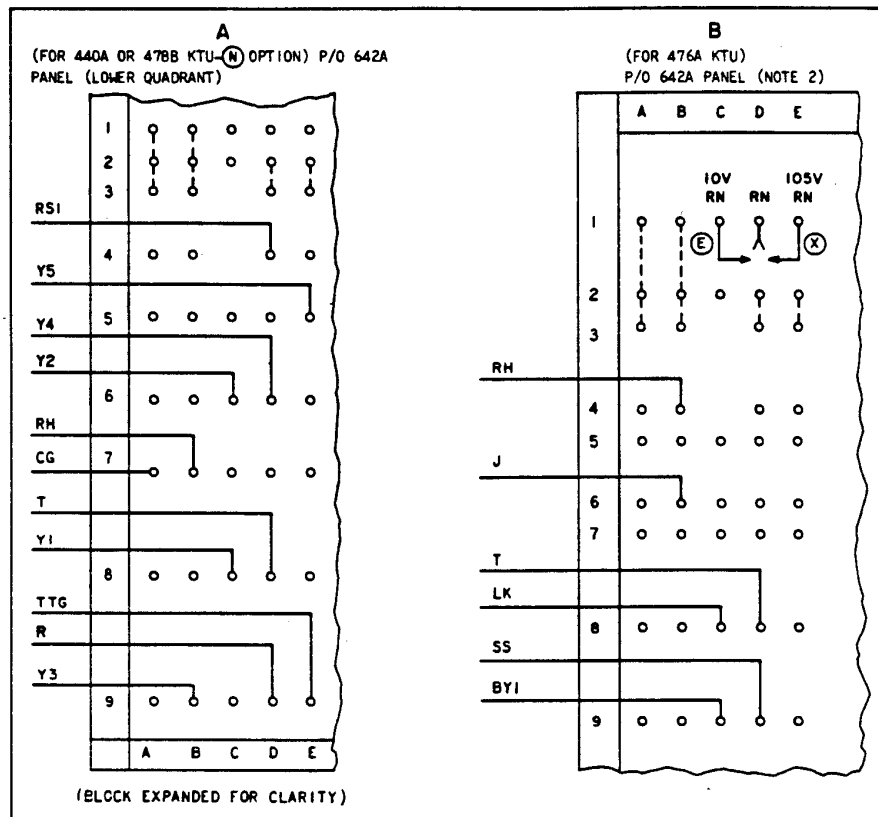 A
(FOR 440A OR 478B KTU-Ⓝ OPTION) P/O 642A
PANEL (LOWER QUADRANT)
1
2
3
RS1
4
Y5
5
Y4
Y2
6
RH
7
CG
T
Y1
8
TTG
R
Y3
9
A B C D E
(BLOCK EXPANDED FOR CLARITY)
B
(FOR 476A KTU)
P/O 642A PANEL (NOTE 2)
A B C D E
10V RN 105V
RN RN
1
Ⓔ Ⓧ
2
3
RH
4
5
J
6
7
T
LK
8
SS
BY1
9